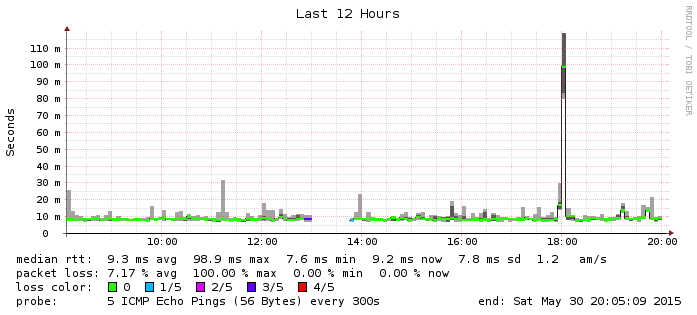 Last 12 Hours
RRDTOOL / TOBI OETIKER
Seconds
110 m
100 m
90 m
80 m
70 m
60 m
50 m
40 m
30 m
20 m
10 m
0
10:00 12:00 14:00 16:00 18:00 20:00
median rtt: 9.3 ms avg 98.9 ms max 7.6 ms min 9.2 ms now 7.8 ms sd 1.2 am/s
packet loss: 7.17 % avg 100.00 % max 0.00 % min 0.00 % now
loss color: 0 1/5 2/5 3/5 4/5
probe: 5 ICMP Echo Pings (56 Bytes) every 300s end: Sat May 30 20:05:09 2015